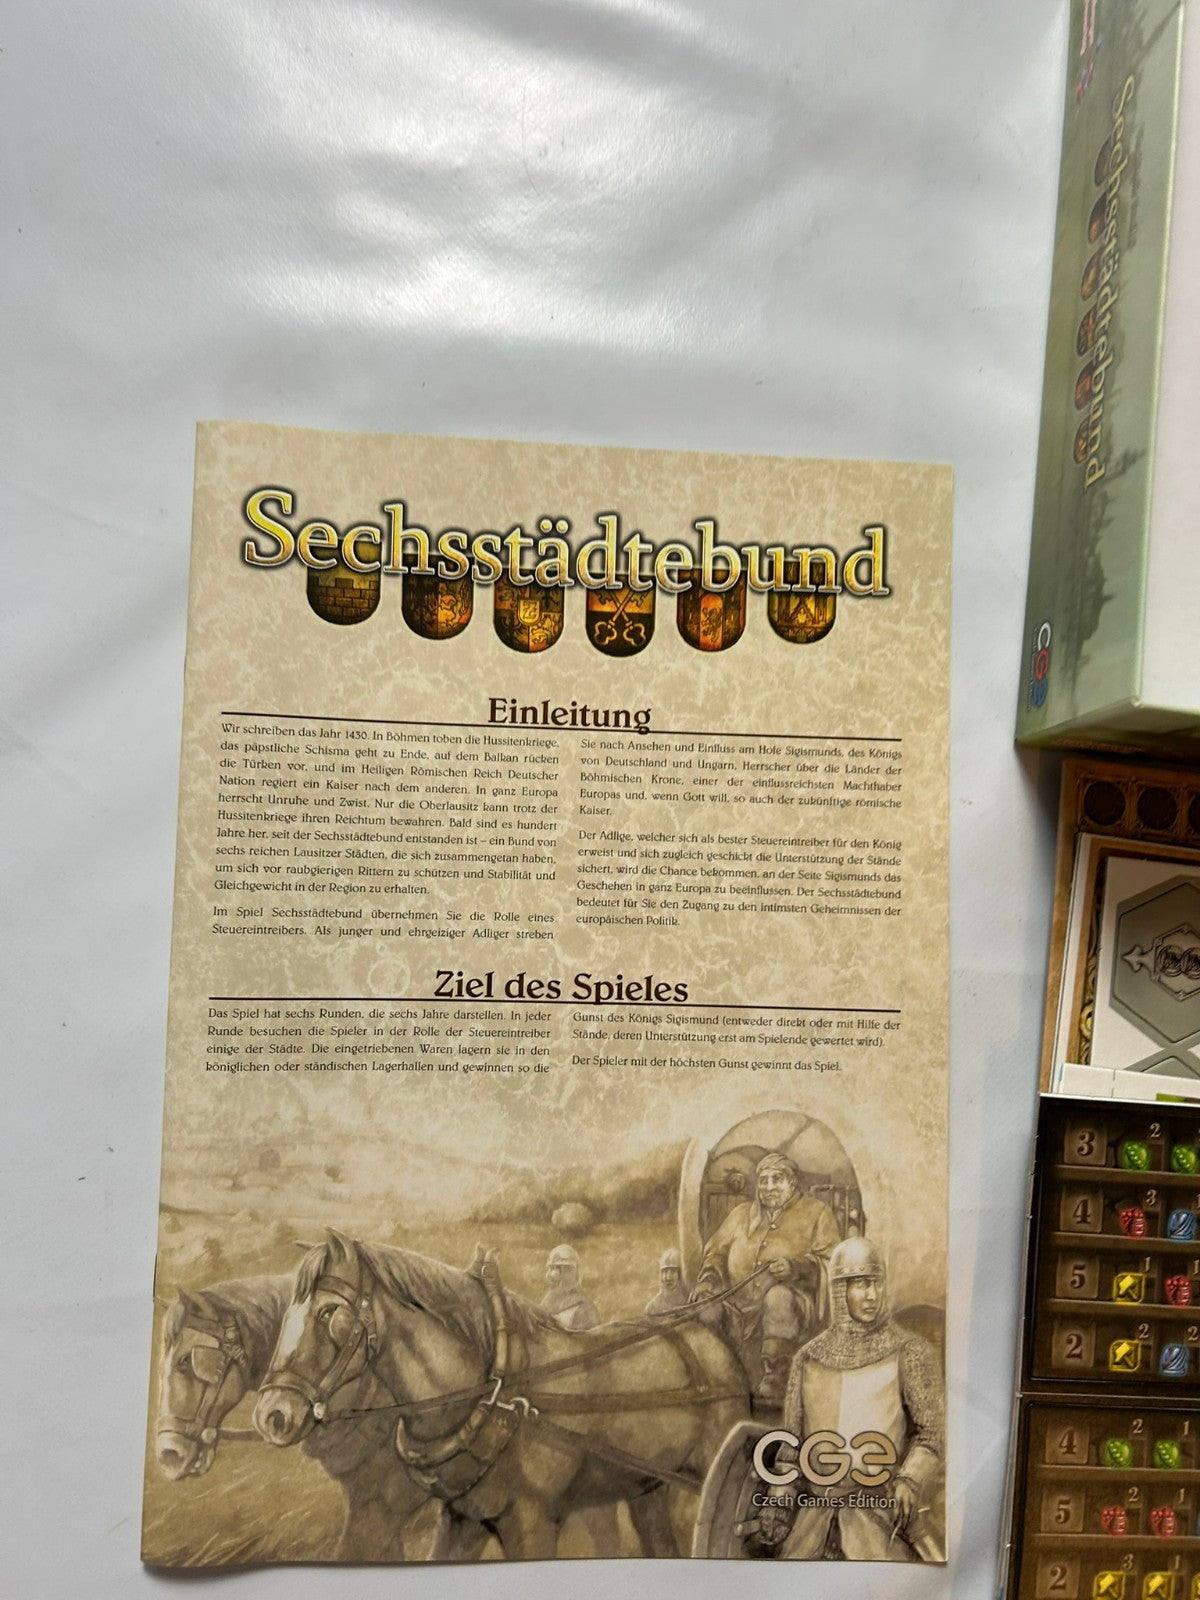 Sechsstädtebund
Einleitung
Wir schreiben das Jahr 1430. In Böhmen toben die Hussitenkriege,
das päpstliche Schisma geht zu Ende, auf dem Balkan rücken
die Türken vor, und im Heiligen Römischen Reich Deutscher
Nation regiert ein Kaiser nach dem anderen. In ganz Europa
herrscht Unruhe und Zwist. Nur die Oberlausitz kann trotz der
Hussitenkriege ihren Reichtum bewahren. Bald sind es hundert
Jahre her, seit der Sechsstädtebund entstanden ist – ein Bund von
sechs reichen Lausitzer Städten, die sich zusammengetan haben,
um sich vor raubgierigen Rittern zu schützen und Stabilität und
Gleichgewicht in der Region zu erhalten.
Im Spiel Sechsstädtebund übernehmen Sie die Rolle eines
Steuereintreibers. Als junger und ehrgeiziger Adliger streben
Sie nach Ansehen und Einfluss am Hofe Sigismunds, des Königs
von Deutschland und Ungarn, Herrscher über die Länder der
Böhmischen Krone, einer der einflussreichsten Machthaber
Europas und, wenn Gott will, so auch der zukünftige römische
Kaiser.
Der Adlige, welcher sich als bester Steuereintreiber für den König
erweist und sich zugleich geschickt die Unterstützung der Stände
sichert, wird die Chance bekommen, an der Seite Sigismunds das
Geschehen in ganz Europa zu beeinflussen. Der Sechsstädtebund
bedeutet für Sie den Zugang zu den intimsten Geheimnissen der
europäischen Politik.
Ziel des Spieles
Das Spiel hat sechs Runden, die sechs Jahre darstellen. In jeder
Runde besuchen die Spieler in der Rolle der Steuereintreiber
einige der Städte. Die eingetriebenen Waren lagern sie in den
königlichen oder ständischen Lagerhallen und gewinnen so die
Gunst des Königs Sigismund (entweder direkt oder mit Hilfe der
Stände, deren Unterstützung erst am Spielende gewertet wird).
Der Spieler mit der höchsten Gunst gewinnt das Spiel.
CGE
Czech Games Edition
Sechsstädtebund
CGE
3 2
4 3
5 1 1
2 2 2
4 2 1
5 2 1
2 3 1